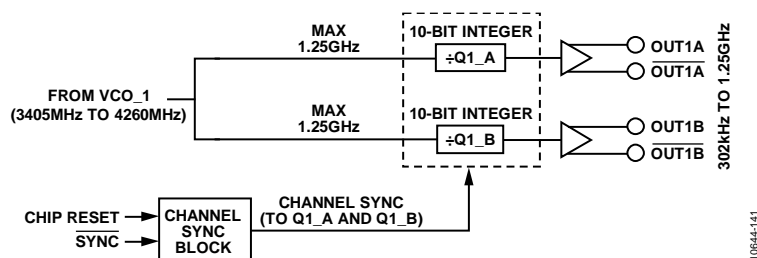 MAX
1.25GHz
10-BIT INTEGER
÷Q1_A
OUT1A
OUT1A
FROM VCO_1
(3405MHz TO 4260MHz)
MAX
1.25GHz
10-BIT INTEGER
÷Q1_B
OUT1B
OUT1B
302kHz TO 1.25GHz
CHIP RESET
SYNC
CHANNEL
SYNC
BLOCK
CHANNEL SYNC
(TO Q1_A AND Q1_B)
10644-141